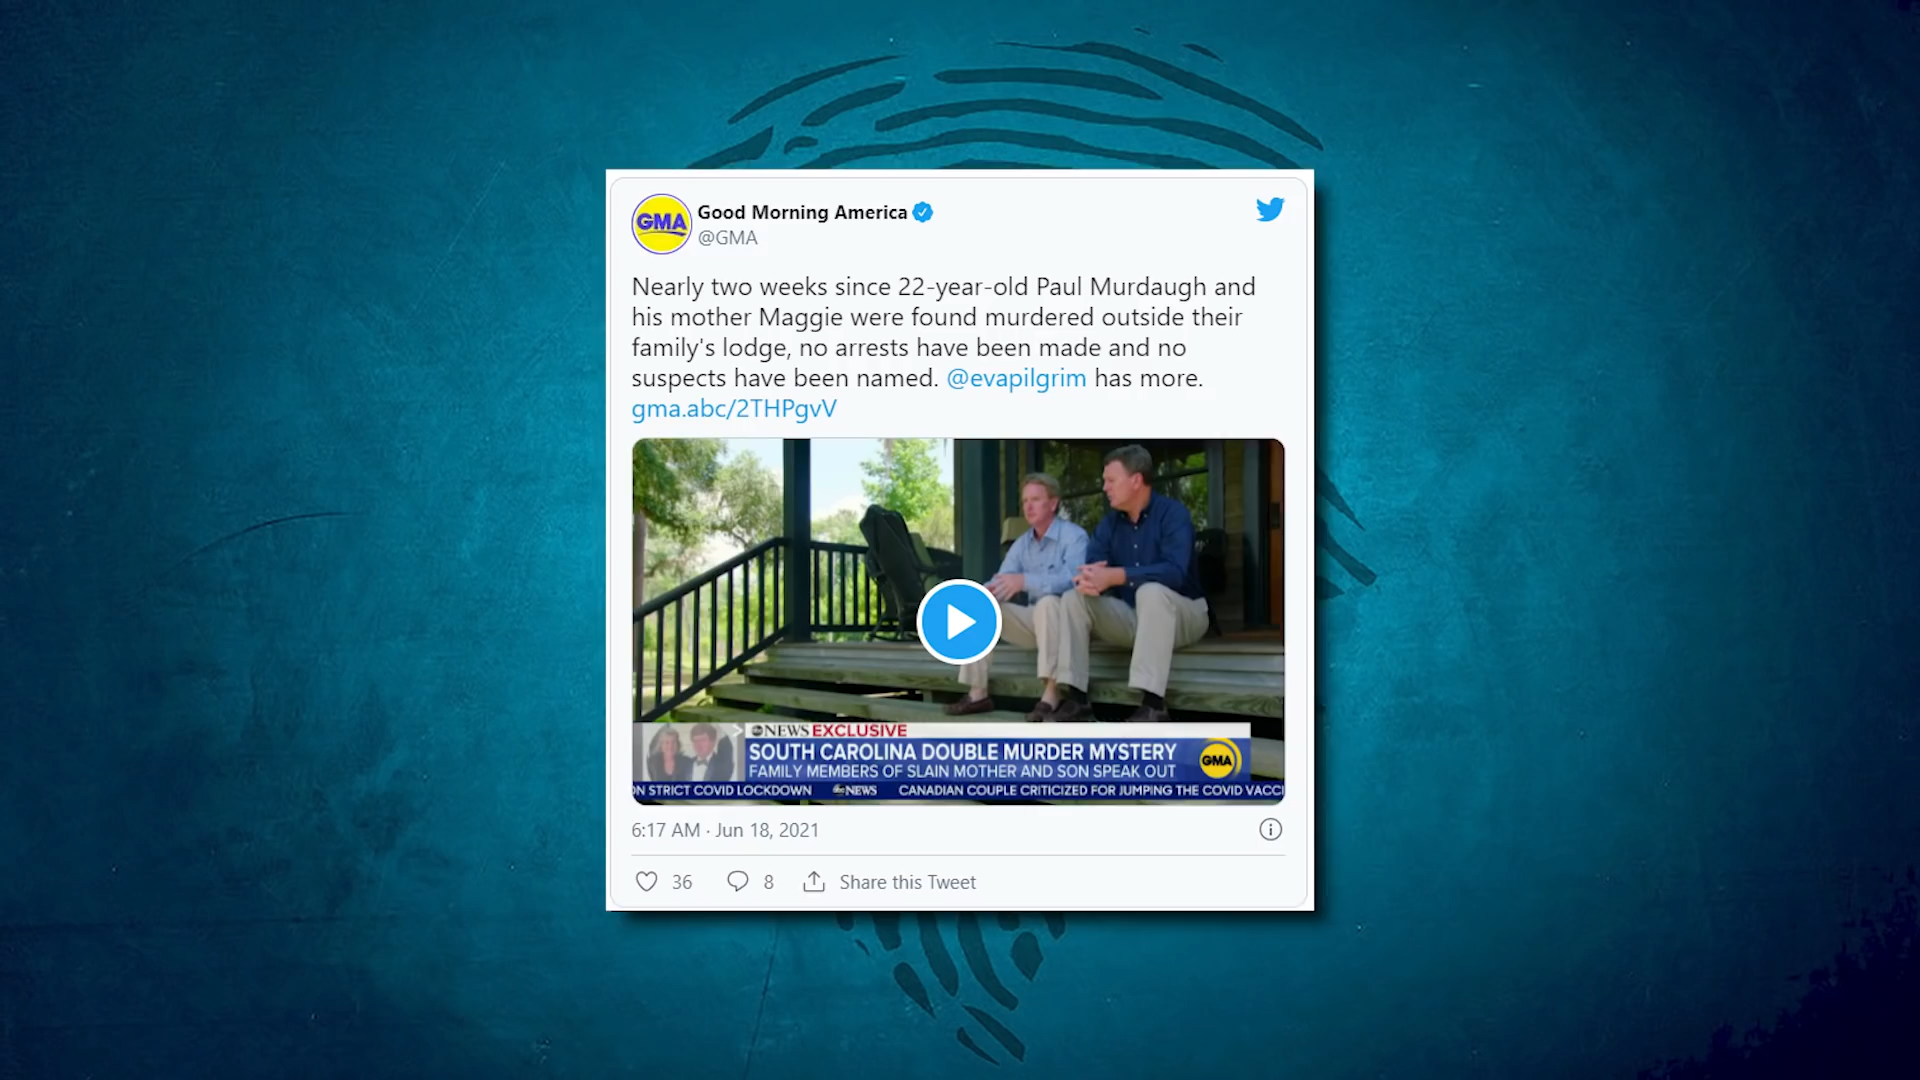 GMA
Good Morning America
@GMA
Nearly two weeks since 22-year-old Paul Murdaugh and
his mother Maggie were found murdered outside their
family's lodge, no arrests have been made and no
suspects have been named. @evapilgrim has more.
gma.abc/2THPgvV
abc NEWS EXCLUSIVE
SOUTH CAROLINA DOUBLE MURDER MYSTERY
FAMILY MEMBERS OF SLAIN MOTHER AND SON SPEAK OUT
GMA
ON STRICT COVID LOCKDOWN abc NEWS CANADIAN COUPLE CRITICIZED FOR JUMPING THE COVID VACCI
6:17 AM · Jun 18, 2021
36 8 Share this Tweet